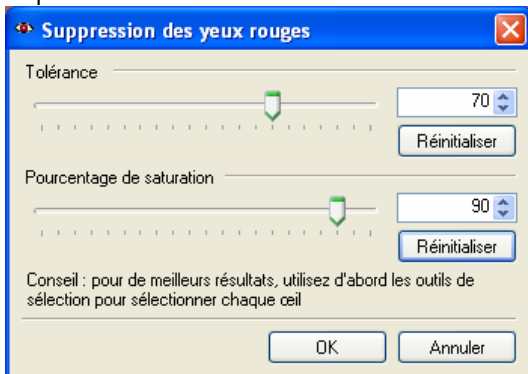 Suppression des yeux rouges
Tolérance
70
Réinitialiser
Pourcentage de saturation
90
Réinitialiser
Conseil : pour de meilleurs résultats, utilisez d'abord les outils de
sélection pour sélectionner chaque œil
OK Annuler